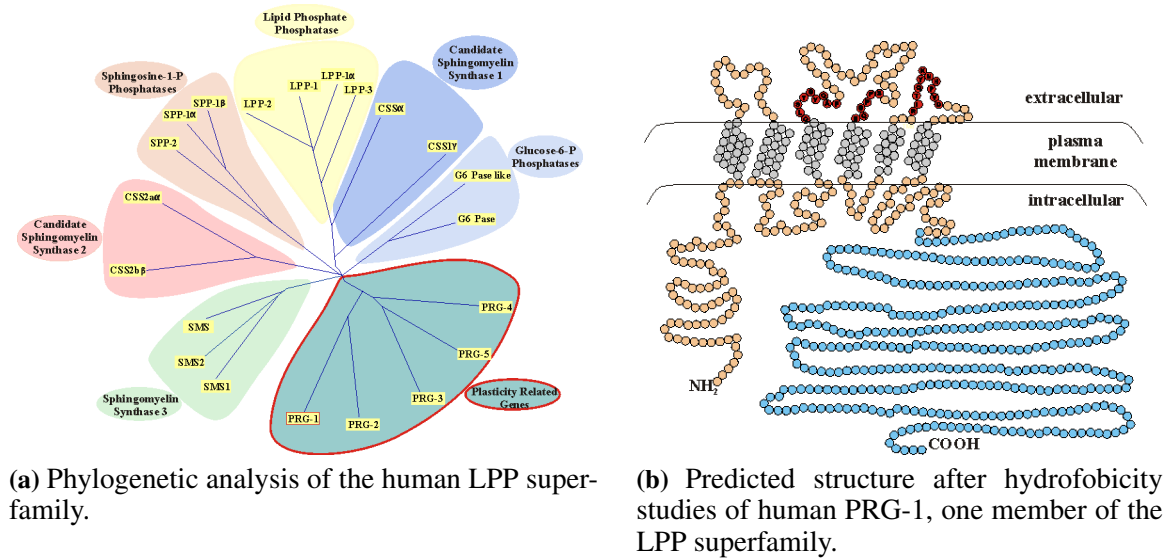 Lipid Phosphate
Phosphatase
Candidate
Sphingomyelin
Synthase 1
Sphingosine-1-P
Phosphatases
LPP-1α
LPP-1
LPP-3
LPP-2
SPP-1β
SPP-1α
SPP-2
CSSα
CSS1γ
Glucose-6-P
Phosphatases
G6 Pase like
G6 Pase
CSS2aα
Candidate
Sphingomyelin
Synthase 2
CSS2bβ
PRG-4
SMS
PRG-5
SMS2
SMS1
Sphingomyelin
Synthase 3
PRG-3
Plasticity Related
Genes
PRG-1
PRG-2
extracellular
plasma
membrane
intracellular
NH2
COOH
(a) Phylogenetic analysis of the human LPP super-
family.
(b) Predicted structure after hydrofobicity
studies of human PRG-1, one member of the
LPP superfamily.